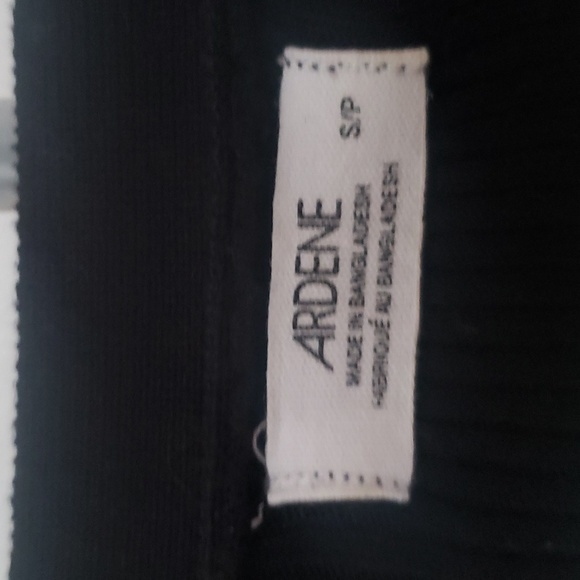 ARDENE
MADE IN BANGLADESH
FABRIQUÉ AU BANGLADESH
S/P